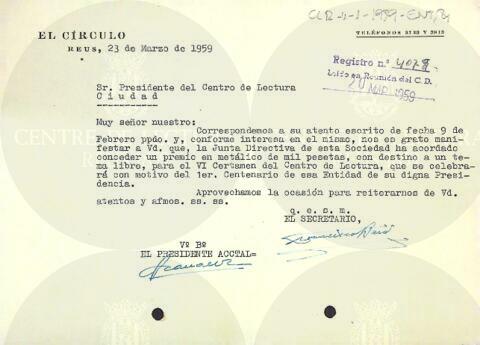 CLR-4-1-1959-ENT/4
EL CÍRCULO
REUS, 23 de Marzo de 1959
TELÉFONOS 3133 Y 3913
Registro n.º 4078
Leído en Reunión del C.D.
20 MAR 1959
Sr. Presidente del Centro de Lectura
C i u d a d
-----------
Muy señor nuestro:
Correspondemos a su atento escrito de fecha 9 de
Febrero ppdo. y, conforme interesa en el mismo, nos es grato mani-
festar a Vd. que, la Junta Directiva de esta Sociedad ha acordado
conceder un premio en metálico de mil pesetas, con destino a un te-
ma libre, para el VI Certamen del Centro de Lectura, que se celebra-
rá con motivo del 1er. Centenario de esa Entidad de su digna Presi-
dencia.
Aprovechamos la ocasión para reiterarnos de Vd.
atentos y afmos. ss. ss.
q. e. s. m.
EL SECRETARIO,
Vº Bº
EL PRESIDENTE ACCTAL=